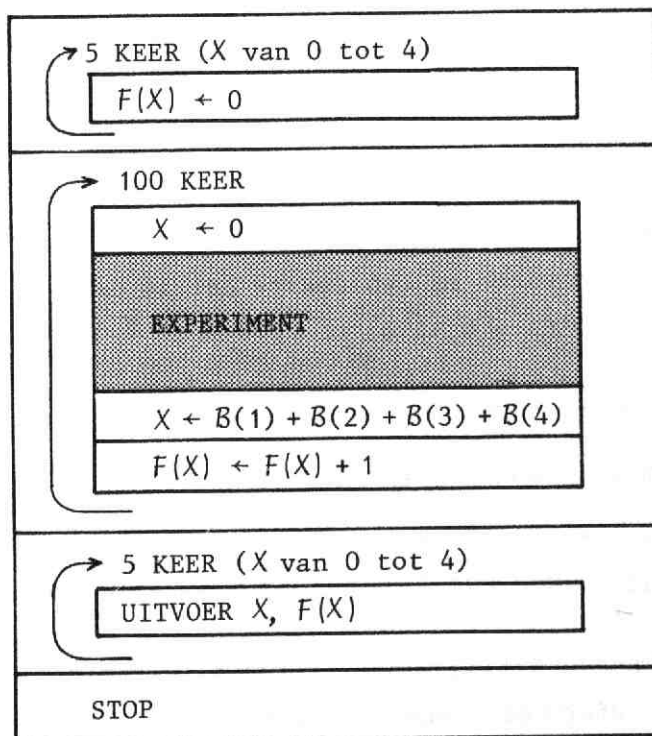 5 KEER (X van 0 tot 4)
F(X) ← 0
100 KEER
X ← 0
EXPERIMENT
X ← B(1) + B(2) + B(3) + B(4)
F(X) ← F(X) + 1
5 KEER (X van 0 tot 4)
UITVOER X, F(X)
STOP